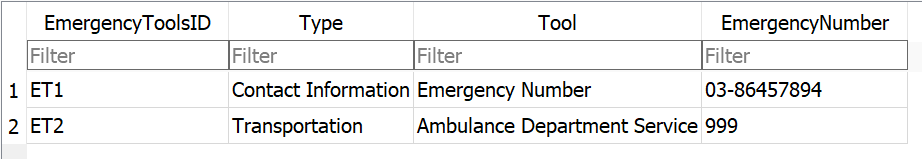 EmergencyToolsID Type Tool EmergencyNumber
Filter Filter Filter Filter
1 ET1 Contact Information Emergency Number 03-86457894
2 ET2 Transportation Ambulance Department Service 999